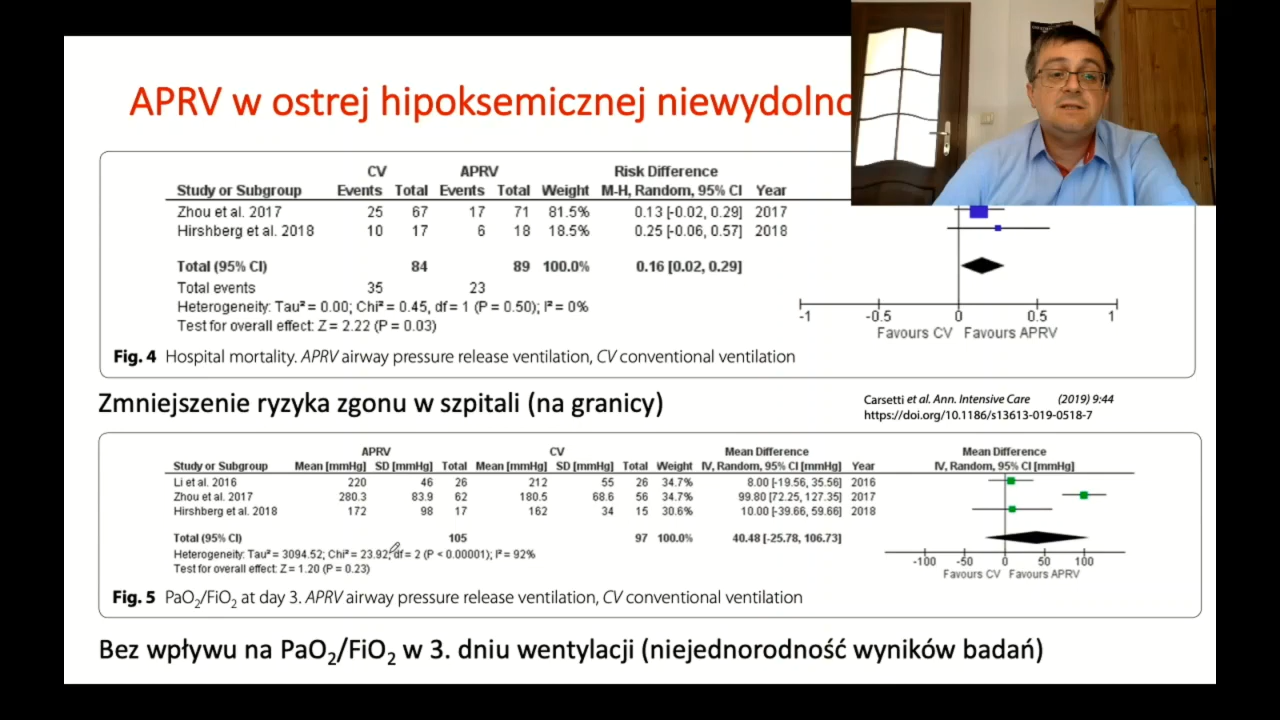 APRV w ostrej hipoksemicznej
CV APRV Risk Difference
Study or Subgroup Events Total Events Total Weight M-H, Random, 95% CI Year
Zhou et al. 2017 25 67 17 71 81.5% 0.13 [-0.02, 0.29] 2017
Hirshberg et al. 2018 10 17 6 18 18.5% 0.25 [-0.06, 0.57] 2018
Total (95% CI) 84 89 100.0% 0.16 [0.02, 0.29]
Total events 35 23
Heterogeneity: Tau² = 0.00; Chi² = 0.45, df = 1 (P = 0.50); I² = 0%
Test for overall effect: Z = 2.22 (P = 0.03)
-1 -0.5 0 0.5 1
Favours CV Favours APRV
Fig. 4 Hospital mortality. APRV airway pressure release ventilation, CV conventional ventilation
Zmniejszenie ryzyka zgonu w szpitali (na granicy)
Carsetti et al. Ann. Intensive Care (2019) 9:44
https://doi.org/10.1186/s13613-019-0518-7
APRV CV Mean Difference Mean Difference
Study or Subgroup Mean [mmHg] SD [mmHg] Total Mean [mmHg] SD [mmHg] Total Weight IV, Random, 95% CI [mmHg] Year IV, Random, 95% CI [mmHg]
Li et al. 2016 220 46 26 212 55 26 34.7% 8.00 [-19.56, 35.56] 2016
Zhou et al. 2017 280.3 83.9 62 180.5 68.6 56 34.7% 99.80 [72.25, 127.35] 2017
Hirshberg et al. 2018 172 98 17 162 34 15 30.6% 10.00 [-39.66, 59.66] 2018
Total (95% CI) 105 97 100.0% 40.48 [-25.78, 106.73]
Heterogeneity: Tau² = 3094.52; Chi² = 23.92, df = 2 (P < 0.00001); I² = 92%
Test for overall effect: Z = 1.20 (P = 0.23)
-100 -50 0 50 100
Favours CV Favours APRV
Fig. 5 PaO₂/FiO₂ at day 3. APRV airway pressure release ventilation, CV conventional ventilation
Bez wpływu na PaO₂/FiO₂ w 3. dniu wentylacji (niejednorodność wyników badań)